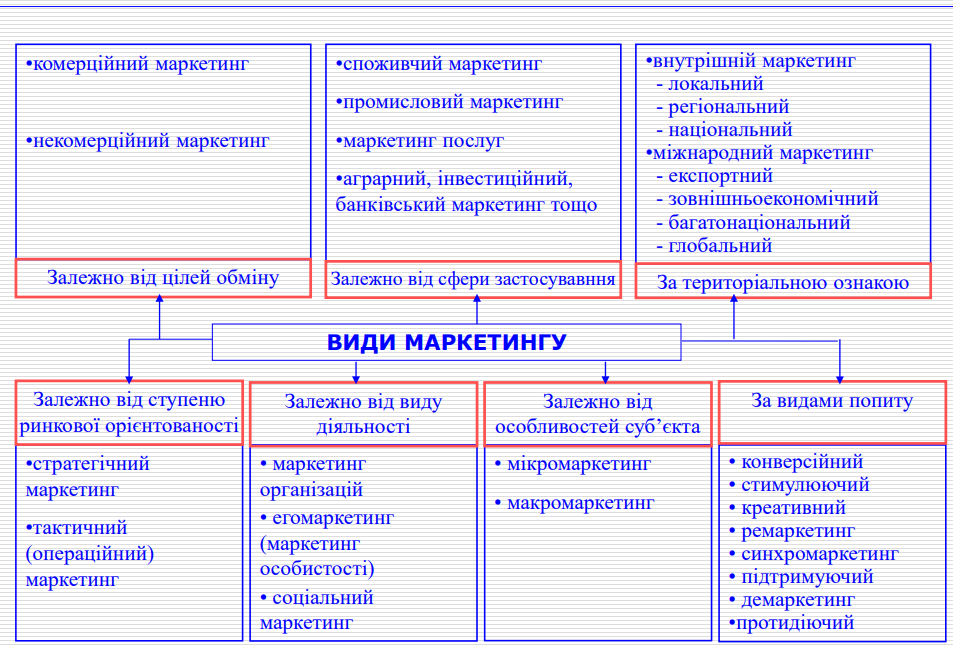 •комерційний маркетинг
•некомерційний маркетинг
Залежно від цілей обміну
•споживчий маркетинг
•промисловий маркетинг
•маркетинг послуг
•аграрний, інвестиційний,
банківський маркетинг тощо
Залежно від сфери застосуваввня
•внутрішній маркетинг
- локальний
- регіональний
- національний
•міжнародний маркетинг
- експортний
- зовнішньоекономічний
- багатонаціональний
- глобальний
За територіальною ознакою
ВИДИ МАРКЕТИНГУ
Залежно від ступеню
ринкової орієнтованості
•стратегічний
маркетинг
•тактичний
(операційний)
маркетинг
Залежно від виду
діяльності
• маркетинг
організацій
• егомаркетинг
(маркетинг
особистості)
• соціальний
маркетинг
Залежно від
особливостей суб’єкта
• мікромаркетинг
• макромаркетинг
За видами попиту
• конверсійний
• стимулюючий
• креативний
• ремаркетинг
• синхромаркетинг
• підтримуючий
• демаркетинг
•протидіючий